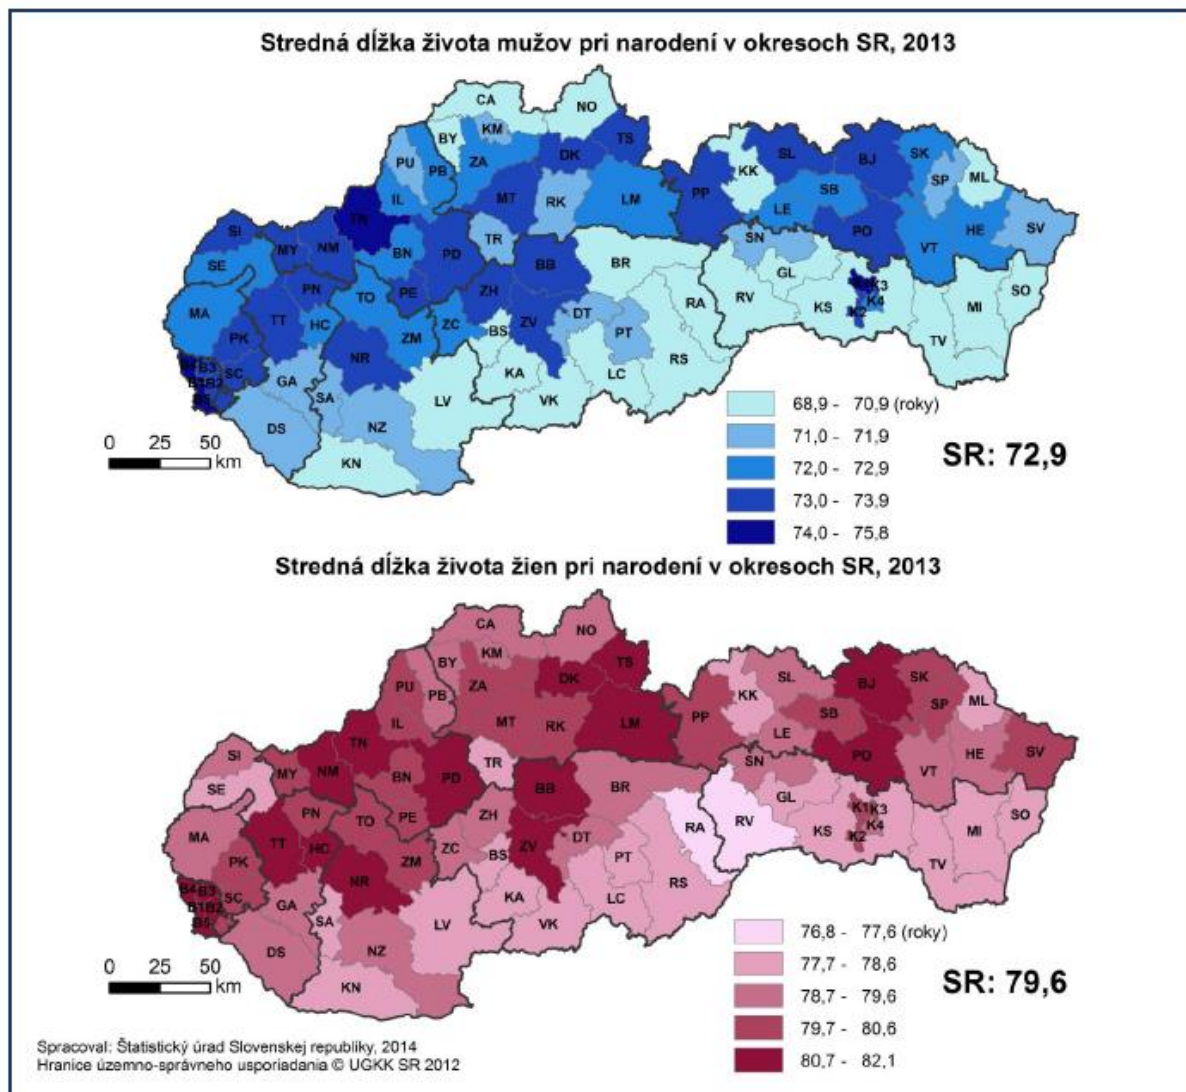 Stredná dĺžka života mužov pri narodení v okresoch SR, 2013
CA
NO
BY
KM
TS
PU
PB
ZA
DK
SL
BJ
SK
KK
SP
ML
IL
MT
RK
LM
PP
LE
SB
TN
TR
PO
VT
HE
SV
SI
MY
NM
BN
PD
BB
SN
SE
BR
GL
PN
TO
PE
ZH
RA
RV
KS
K3
K4
K2
MI
SO
MA
TT
HC
ZM
ZC
ZV
DT
PT
TV
PK
NR
BS
RS
B3
SC
GA
SA
KA
LC
B1B2
B5
LV
VK
DS
NZ
KN
0 25 50
km
68,9 - 70,9 (roky)
71,0 - 71,9
72,0 - 72,9
73,0 - 73,9
74,0 - 75,8
SR: 72,9
Stredná dĺžka života žien pri narodení v okresoch SR, 2013
CA
NO
BY
KM
TS
PU
PB
ZA
DK
SL
BJ
SK
KK
SP
ML
IL
MT
RK
LM
PP
SB
LE
TN
TR
PO
VT
HE
SV
SI
MY
NM
BN
PD
BB
SN
SE
BR
GL
PN
TO
PE
ZH
RA
RV
KS
K1
K3
K4
K2
MI
SO
MA
TT
HC
ZM
ZC
ZV
DT
PT
TV
PK
NR
BS
RS
B4
B3
SC
GA
SA
KA
LC
B1B2
B5
LV
VK
DS
NZ
KN
0 25 50
km
76,8 - 77,6 (roky)
77,7 - 78,6
78,7 - 79,6
79,7 - 80,6
80,7 - 82,1
SR: 79,6
Spracoval: Štatistický úrad Slovenskej republiky, 2014
Hranice územno-správneho usporiadania © UGKK SR 2012